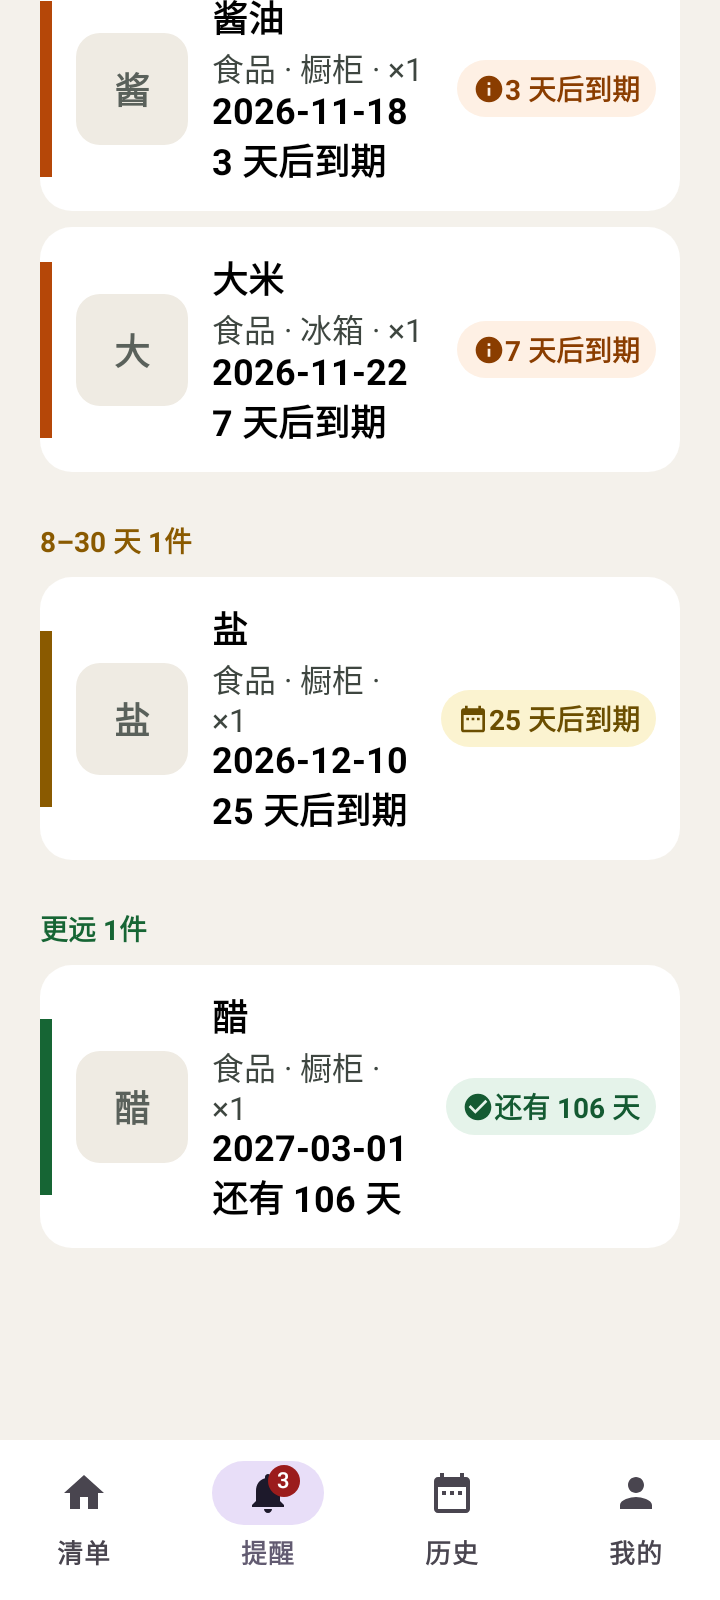 酱油
酱
食品 · 橱柜 · ×1
2026-11-18
3 天后到期
3 天后到期
大米
大
食品 · 冰箱 · ×1
2026-11-22
7 天后到期
7 天后到期
8–30 天 1件
盐
盐
食品 · 橱柜 ·
×1
2026-12-10
25 天后到期
25 天后到期
更远 1件
醋
醋
食品 · 橱柜 ·
×1
2027-03-01
还有 106 天
还有 106 天
3
清单
提醒
历史
我的